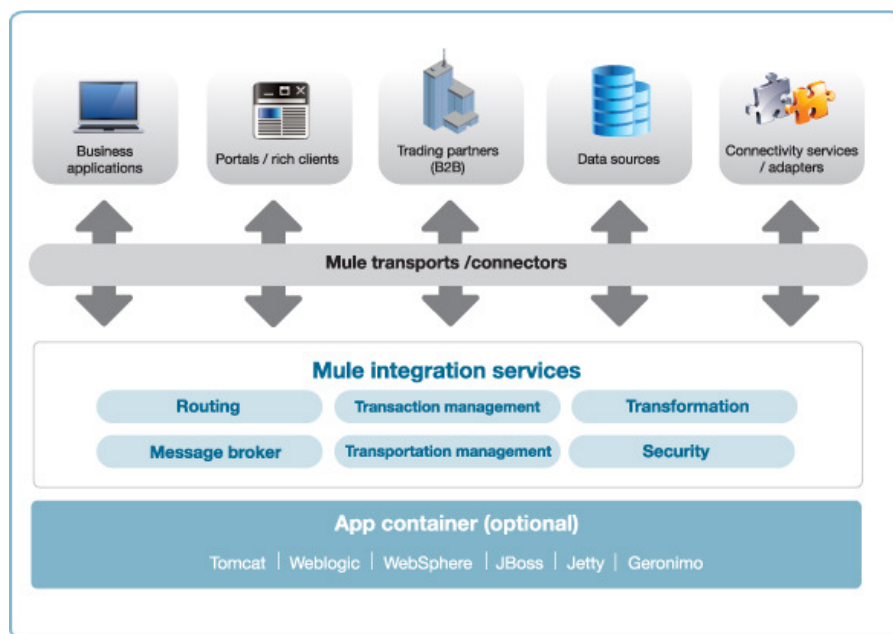 Business
applications
Portals / rich clients
Trading partners
(B2B)
Data sources
Connectivity services
/ adapters
Mule transports /connectors
Mule integration services
Routing
Transaction management
Transformation
Message broker
Transportation management
Security
App container (optional)
Tomcat | Weblogic | WebSphere | JBoss | Jetty | Geronimo